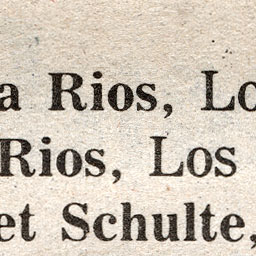 a Rios, Lo
Rios, Los
et Schulte,